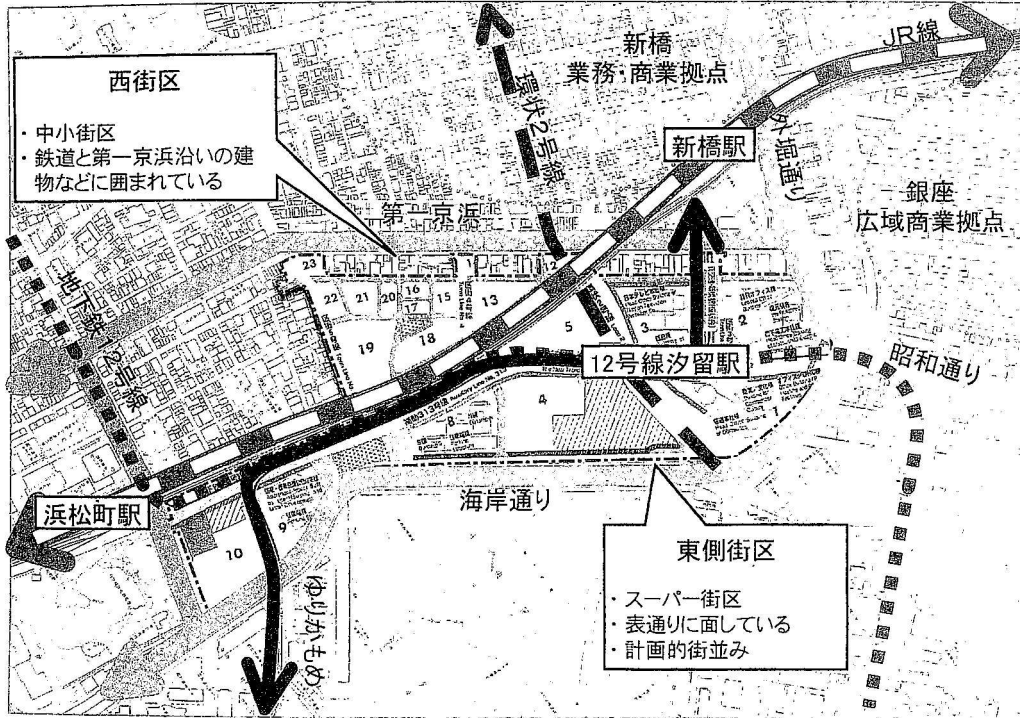 西街区
・中小街区
・鉄道と第一京浜沿いの建
物などに囲まれている
新橋
業務・商業拠点
JR線
環状2号線
新橋駅
外堀通り
銀座
広域商業拠点
第一京浜
地下鉄12号線
23
22
21
20
16
17
15
13
12
19
18
5
3
2
12号線汐留駅
昭和通り
4
8
1
海岸通り
浜松町駅
10
9
ゆりかもめ
東側街区
・スーパー街区
・表通りに面している
・計画的街並み